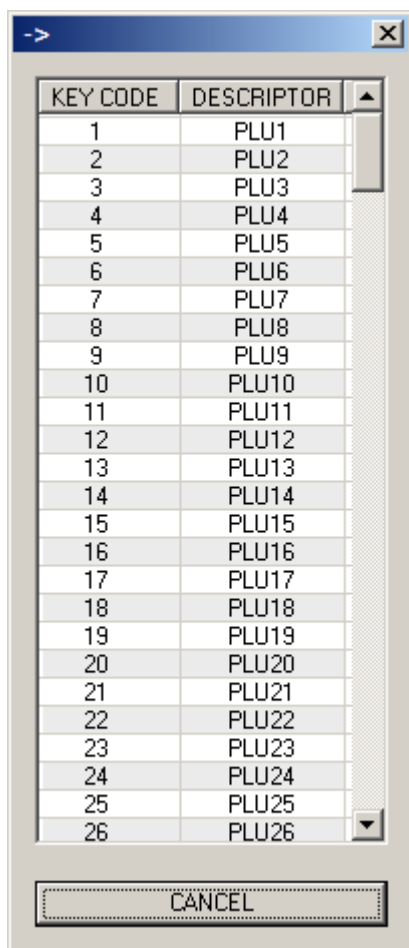 ->
KEY CODE DESCRIPTOR
1 PLU1
2 PLU2
3 PLU3
4 PLU4
5 PLU5
6 PLU6
7 PLU7
8 PLU8
9 PLU9
10 PLU10
11 PLU11
12 PLU12
13 PLU13
14 PLU14
15 PLU15
16 PLU16
17 PLU17
18 PLU18
19 PLU19
20 PLU20
21 PLU21
22 PLU22
23 PLU23
24 PLU24
25 PLU25
26 PLU26
CANCEL